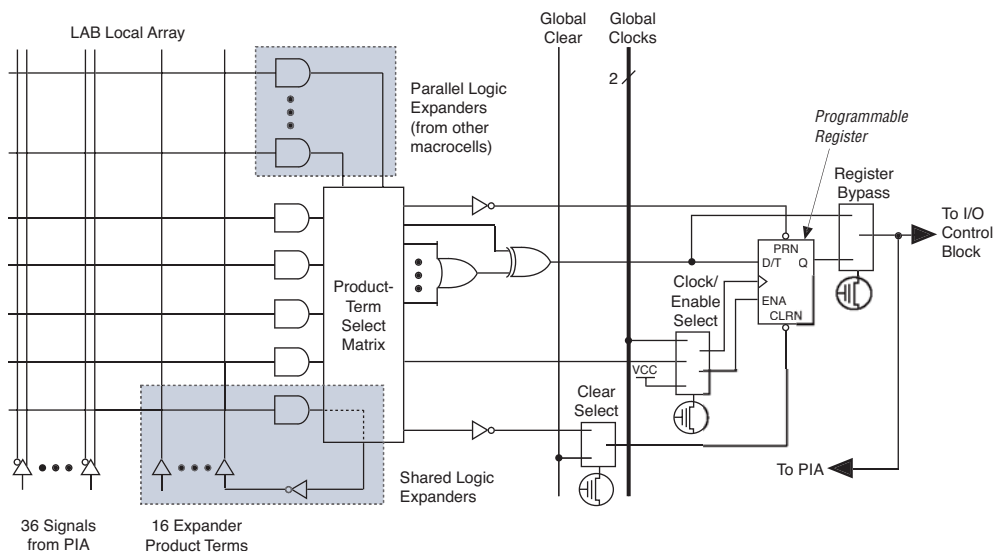 LAB Local Array
Global
Clear
Global
Clocks
2
Parallel Logic
Expanders
(from other
macrocells)
Programmable
Register
Register
Bypass
To I/O
Control
Block
PRN
D/T Q
ENA
CLRN
Clock/
Enable
Select
Product-
Term
Select
Matrix
VCC
Clear
Select
Shared Logic
Expanders
To PIA
36 Signals
from PIA
16 Expander
Product Terms